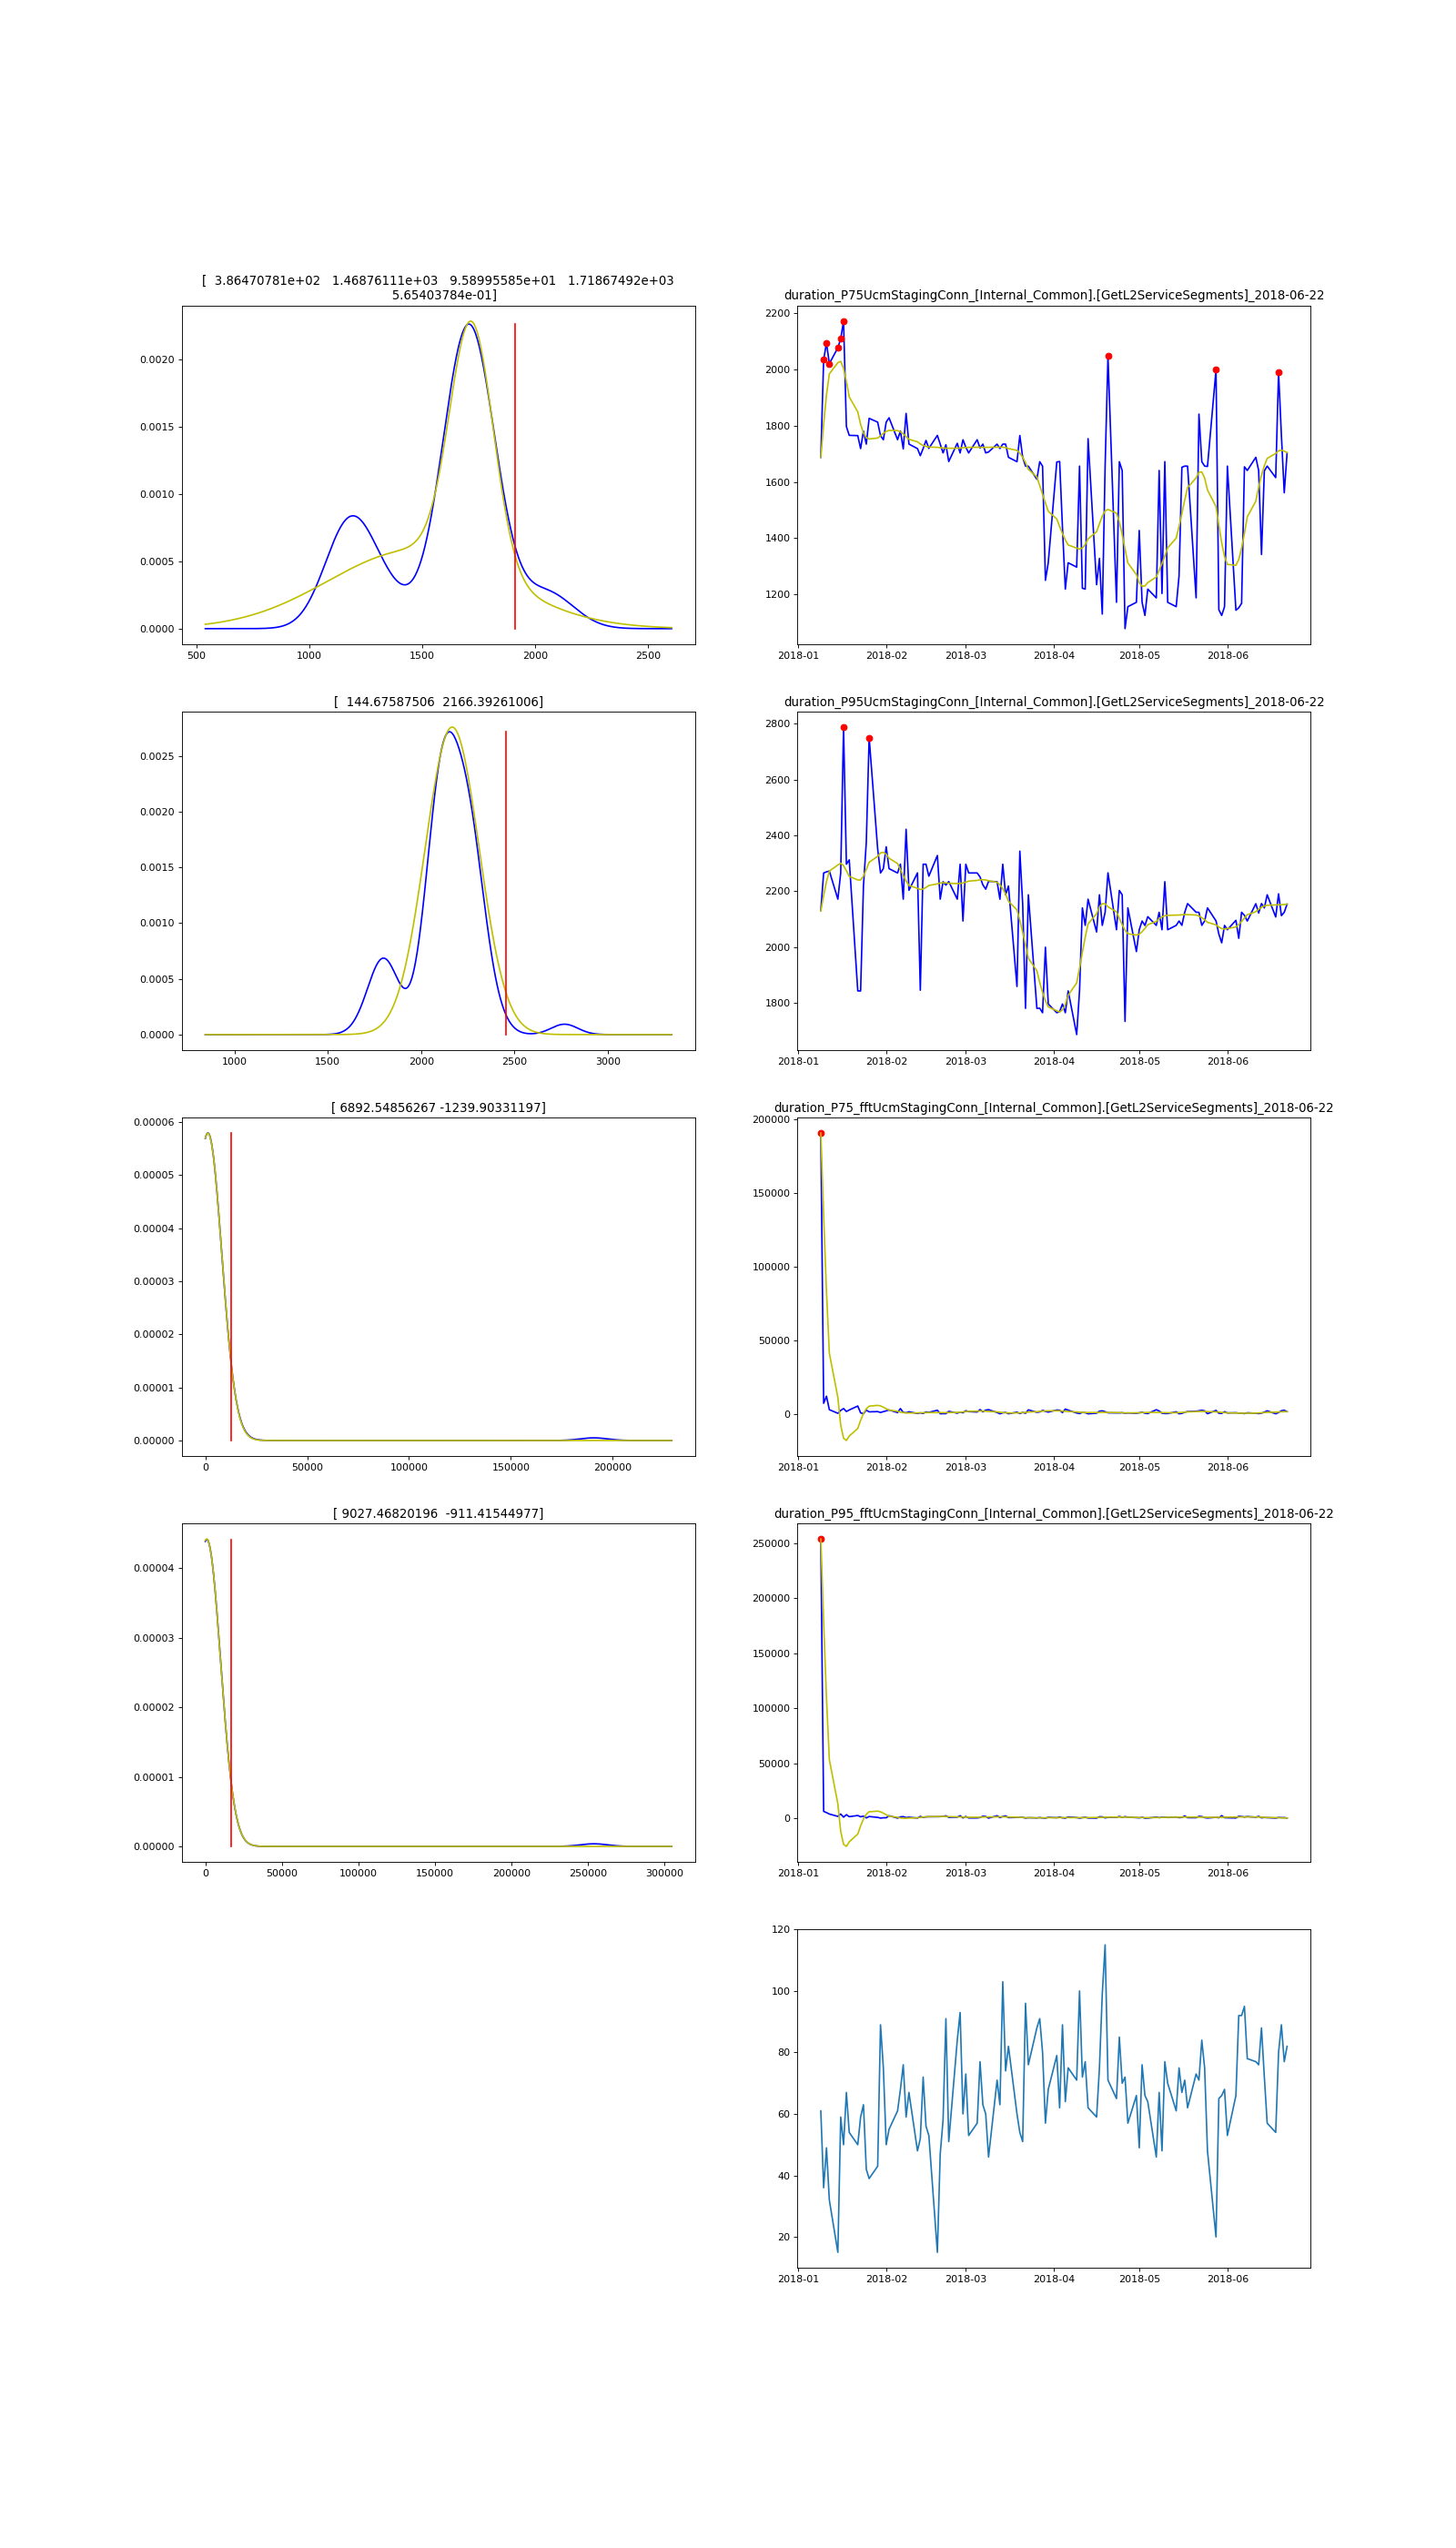 [  3.86470781e+02   1.46876111e+03   9.58995585e+01   1.71867492e+03
5.65403784e-01]
0.0020
0.0015
0.0010
0.0005
0.0000
500 1000 1500 2000 2500
duration_P75UcmStagingConn_[Internal_Common].[GetL2ServiceSegments]_2018-06-22
2200
2000
1800
1600
1400
1200
2018-01 2018-02 2018-03 2018-04 2018-05 2018-06
[  144.67587506  2166.39261006]
0.0025
0.0020
0.0015
0.0010
0.0005
0.0000
1000 1500 2000 2500 3000
duration_P95UcmStagingConn_[Internal_Common].[GetL2ServiceSegments]_2018-06-22
2800
2600
2400
2200
2000
1800
2018-01 2018-02 2018-03 2018-04 2018-05 2018-06
[ 6892.54856267 -1239.90331197]
0.00006
0.00005
0.00004
0.00003
0.00002
0.00001
0.00000
0 50000 100000 150000 200000
duration_P75_fftUcmStagingConn_[Internal_Common].[GetL2ServiceSegments]_2018-06-22
200000
150000
100000
50000
0
2018-01 2018-02 2018-03 2018-04 2018-05 2018-06
[ 9027.46820196  -911.41544977]
0.00004
0.00003
0.00002
0.00001
0.00000
0 50000 100000 150000 200000 250000 300000
duration_P95_fftUcmStagingConn_[Internal_Common].[GetL2ServiceSegments]_2018-06-22
250000
200000
150000
100000
50000
0
2018-01 2018-02 2018-03 2018-04 2018-05 2018-06
120
100
80
60
40
20
2018-01 2018-02 2018-03 2018-04 2018-05 2018-06